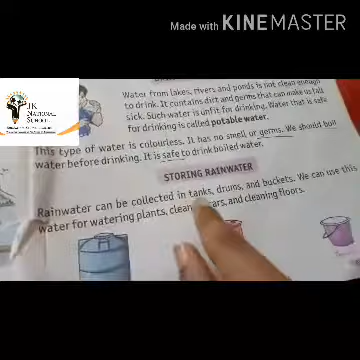 Made with KINEMASTER
Water from lakes, rivers and ponds is not clean enough
to drink. It contains dirt and germs that can make us fall
sick. Such water is unfit for drinking. Water that is safe
for drinking is called potable water.
This type of water is colourless. It has no smell or germs. We should boil
water before drinking. It is safe to drink boiled water.
STORING RAINWATER
Rainwater can be collected in tanks, drums, and buckets. We can use this
water for watering plants, cars, and cleaning floors.
JK
NATIONAL
SCHOOL